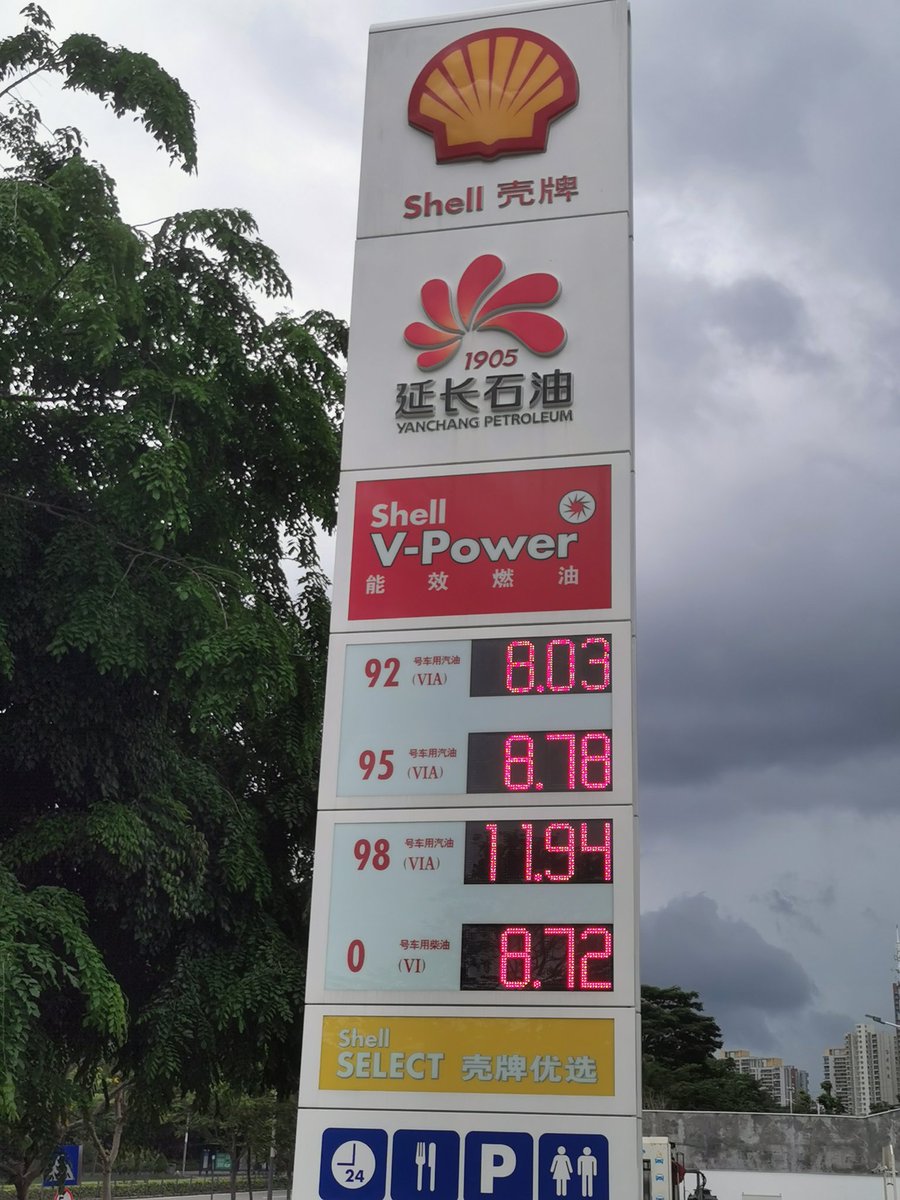 Shell 壳牌
1905
延长石油
YANCHANG PETROLEUM
Shell
V-Power
能效燃油
92 号车用汽油 (VIA) 8.03
95 号车用汽油 (VIA) 8.78
98 号车用汽油 (VIA) 11.94
0 号车用柴油 (VI) 8.72
Shell
SELECT 壳牌优选
24 P